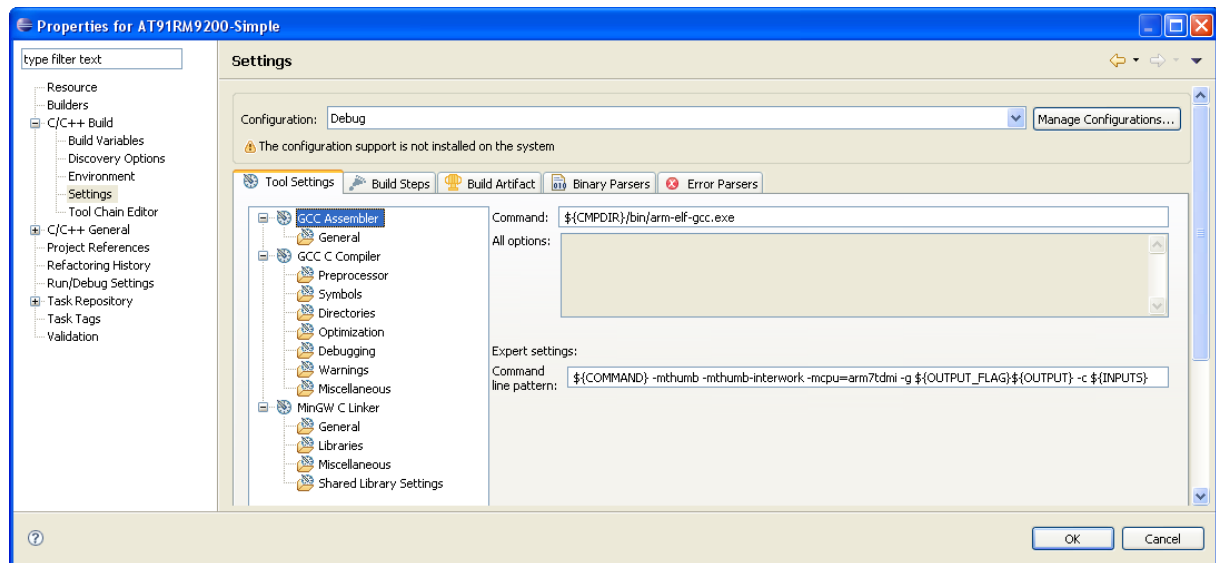 Properties for AT91RM9200-Simple
type filter text
Resource
Builders
C/C++ Build
Build Variables
Discovery Options
Environment
Settings
Tool Chain Editor
C/C++ General
Project References
Refactoring History
Run/Debug Settings
Task Repository
Task Tags
Validation
Settings
Configuration: Debug Manage Configurations...
The configuration support is not installed on the system
Tool Settings Build Steps Build Artifact Binary Parsers Error Parsers
GCC Assembler
General
GCC C Compiler
Preprocessor
Symbols
Directories
Optimization
Debugging
Warnings
Miscellaneous
MinGW C Linker
General
Libraries
Miscellaneous
Shared Library Settings
Command: ${CMPDIR}/bin/arm-elf-gcc.exe
All options:
Expert settings:
Command
line pattern: ${COMMAND} -mthumb -mthumb-interwork -mcpu=arm7tdmi -g ${OUTPUT_FLAG}${OUTPUT} -c ${INPUTS}
OK Cancel